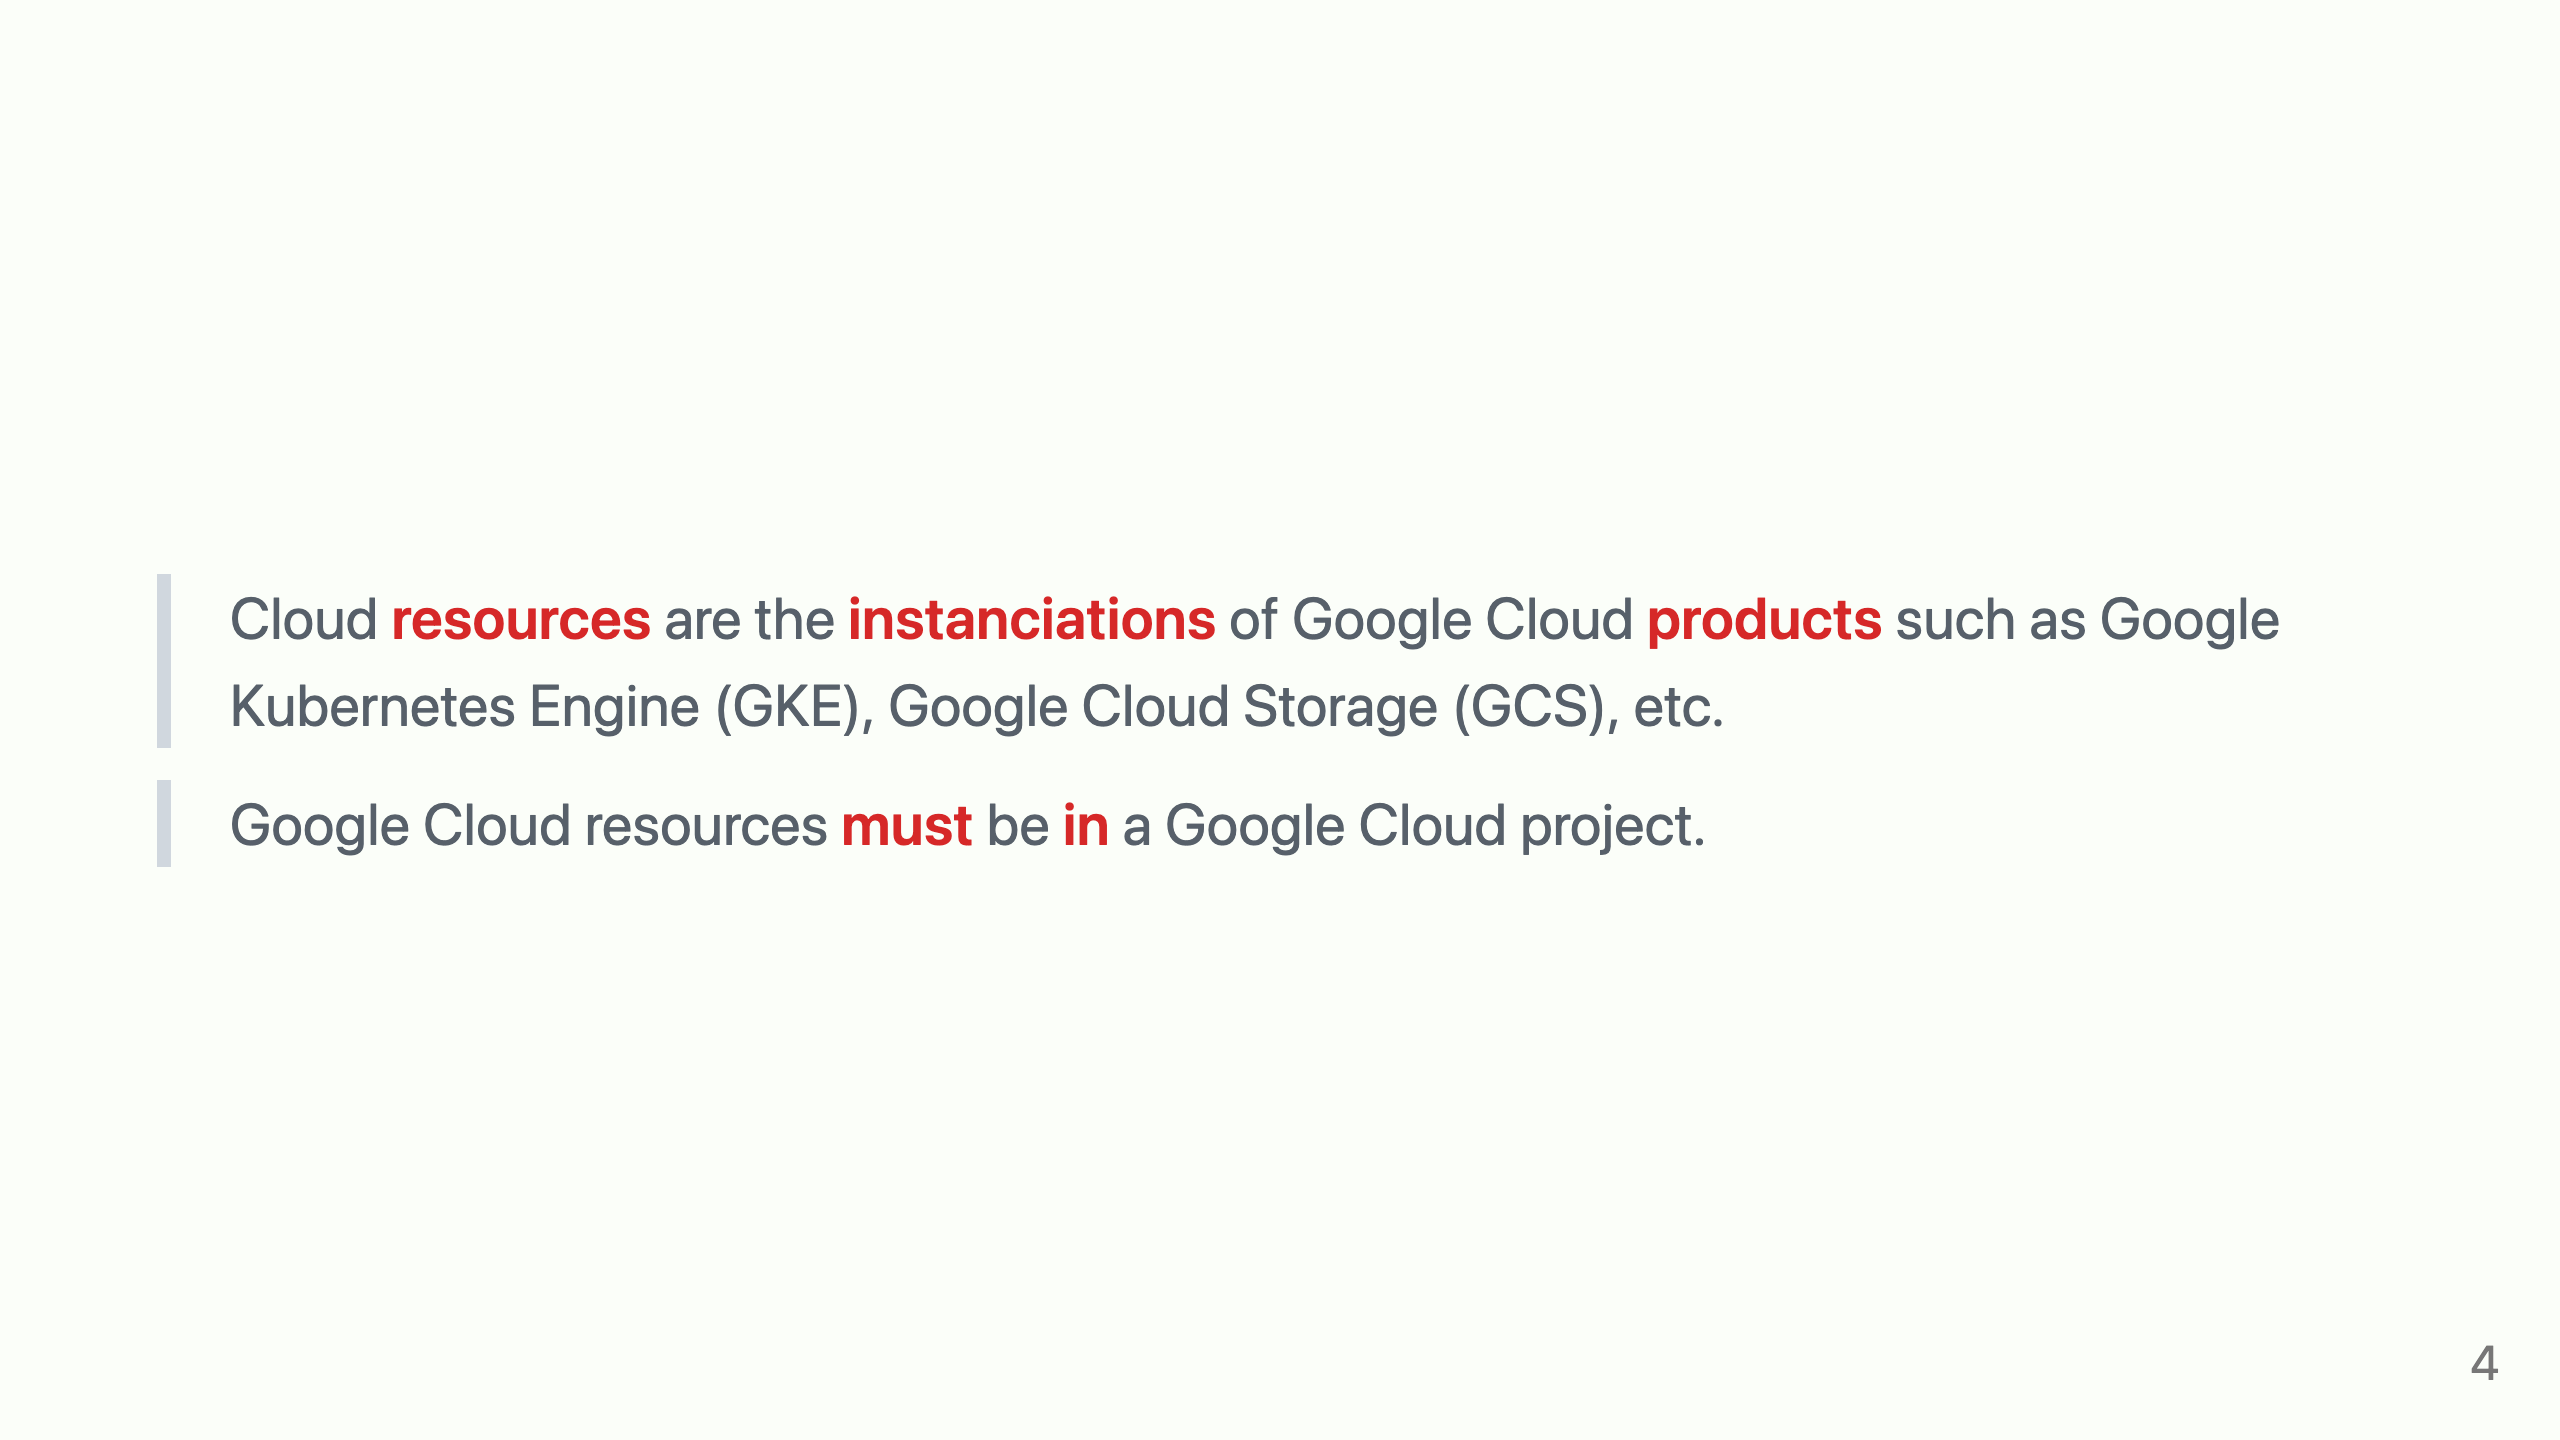 Cloud resources are the instanciations of Google Cloud products such as Google
Kubernetes Engine (GKE), Google Cloud Storage (GCS), etc.
Google Cloud resources must be in a Google Cloud project.
4